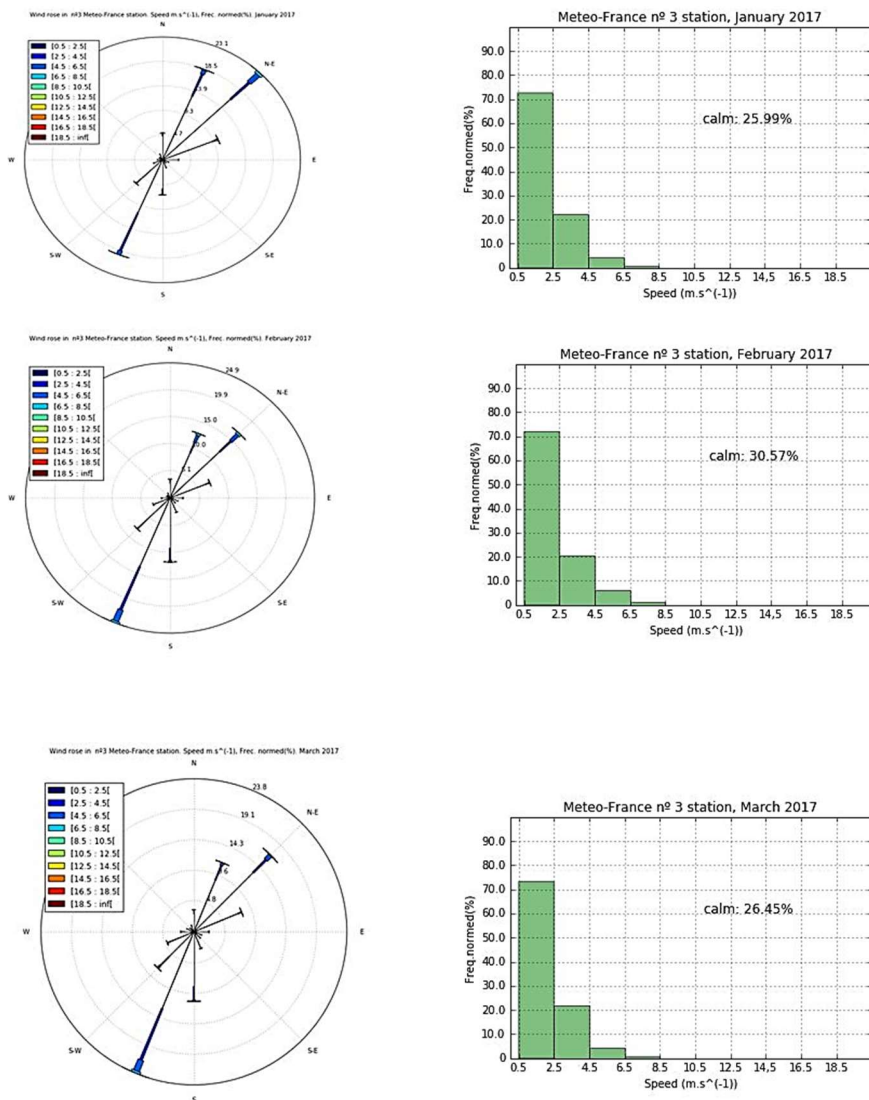 Wind rose in nº3 Meteo-France station. Speed m.s^(-1), Frec. normed(%). January 2017
N
N-E
E
S-E
S
S-W
W
23.1
18.5
13.9
9.3
4.7
[0.5 : 2.5[
[2.5 : 4.5[
[4.5 : 6.5[
[6.5 : 8.5[
[8.5 : 10.5[
[10.5 : 12.5[
[12.5 : 14.5[
[14.5 : 16.5[
[16.5 : 18.5[
[18.5 : inf[
Meteo-France nº 3 station, January 2017
calm: 25.99%
Freq.normed(%)
90.0
80.0
70.0
60.0
50.0
40.0
30.0
20.0
10.0
0
0.5 2.5 4.5 6.5 8.5 10.5 12.5 14,5 16.5 18.5
Speed (m.s^(-1))
Wind rose in nº3 Meteo-France station. Speed m s^(-1), Frec. normed(%). February 2017
N
N-E
E
S-E
S
S-W
W
24.9
19.9
15.0
10.0
5.1
[0.5 : 2.5[
[2.5 : 4.5[
[4.5 : 6.5[
[6.5 : 8.5[
[8.5 : 10.5[
[10.5 : 12.5[
[12.5 : 14.5[
[14.5 : 16.5[
[16.5 : 18.5[
[18.5 : inf[
Meteo-France nº 3 station, February 2017
calm: 30.57%
Freq.normed(%)
90.0
80.0
70.0
60.0
50.0
40.0
30.0
20.0
10.0
0
0.5 2.5 4.5 6.5 8.5 10.5 12.5 14,5 16.5 18.5
Speed (m.s^(-1))
Wind rose in nº3 Meteo-France station. Speed m.s^(-1), Frec. normed(%). March 2017
N
N-E
E
S-E
S
S-W
W
23.8
19.1
14.3
9.6
4.8
[0.5 : 2.5[
[2.5 : 4.5[
[4.5 : 6.5[
[6.5 : 8.5[
[8.5 : 10.5[
[10.5 : 12.5[
[12.5 : 14.5[
[14.5 : 16.5[
[16.5 : 18.5[
[18.5 : inf[
Meteo-France nº 3 station, March 2017
calm: 26.45%
Freq.normed(%)
90.0
80.0
70.0
60.0
50.0
40.0
30.0
20.0
10.0
0
0.5 2.5 4.5 6.5 8.5 10.5 12.5 14,5 16.5 18.5
Speed (m.s^(-1))